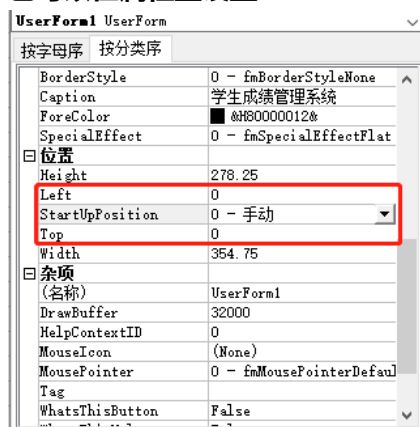 UserForm1 UserForm
按字母序 按分类序
BorderStyle 0 - fmBorderStyleNone
Caption 学生成绩管理系统
ForeColor &H80000012&
SpecialEffect 0 - fmSpecialEffectFlat
位置
Height 278.25
Left 0
StartUpPosition 0 - 手动
Top 0
Width 354.75
杂项
(名称) UserForm1
DrawBuffer 32000
HelpContextID 0
MouseIcon (None)
MousePointer 0 - fmMousePointerDefaul
Tag
WhatsThisButton False